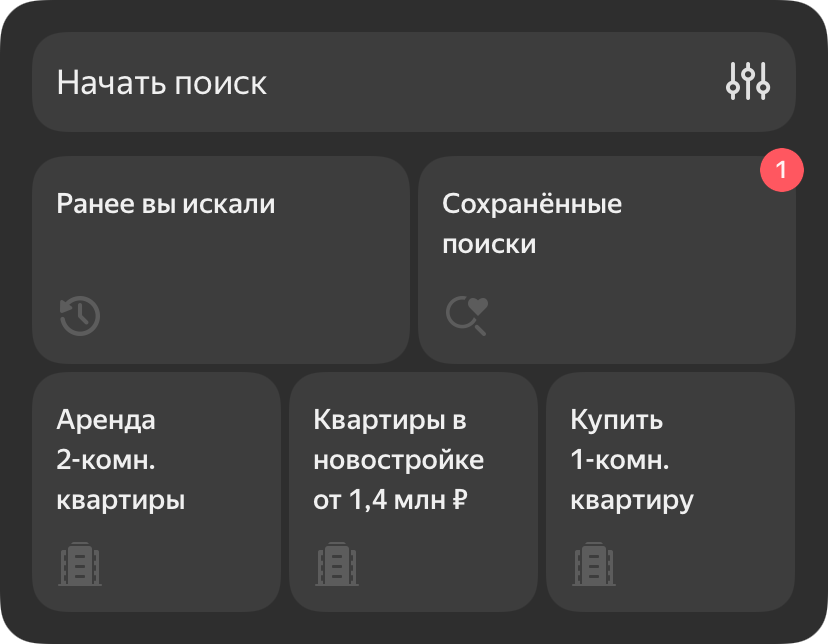 Начать поиск
Ранее вы искали
Сохранённые
поиски
1
Аренда
2-комн.
квартиры
Квартиры в
новостройке
от 1,4 млн ₽
Купить
1-комн.
квартиру